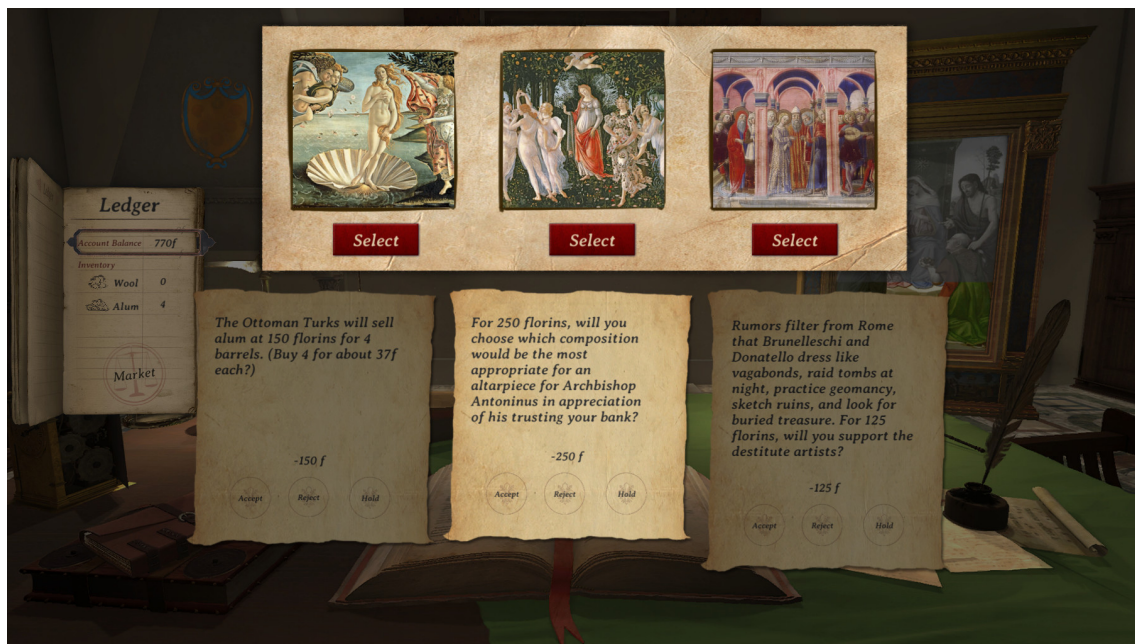 Select
Select
Select
Ledger
Account Balance 770f
Inventory
Wool 0
Alum 4
Market
The Ottoman Turks will sell
alum at 150 florins for 4
barrels. (Buy 4 for about 37f
each?)
-150 f
Accept
Reject
Hold
For 250 florins, will you
choose which composition
would be the most
appropriate for an
altarpiece for Archbishop
Antoninus in appreciation
of his trusting your bank?
-250 f
Accept
Reject
Hold
Rumors filter from Rome
that Brunelleschi and
Donatello dress like
vagabonds, raid tombs at
night, practice geomancy,
sketch ruins, and look for
buried treasure. For 125
florins, will you support the
destitute artists?
-125 f
Accept
Reject
Hold